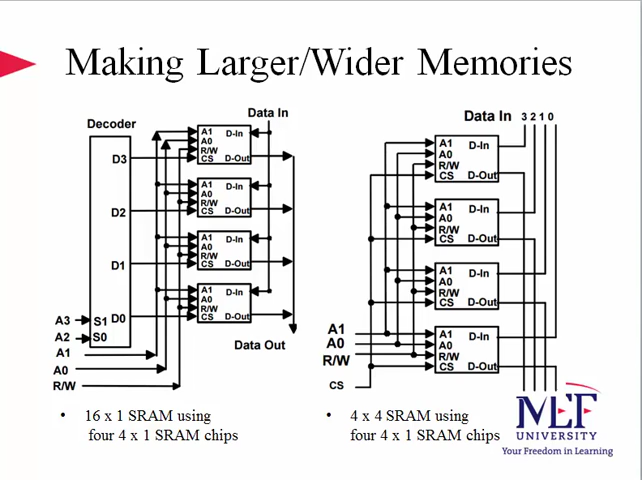 Making Larger/Wider Memories
Data In
Decoder
A1 D-In
A0
R/W
D3 CS D-Out
A1 D-In
A0
R/W
D2 CS D-Out
A1 D-In
A0
R/W
D1 CS D-Out
A1 D-In
A0
R/W
A3 S1 D0 CS D-Out
A2 S0
A1
A0
R/W
Data Out
• 16 x 1 SRAM using
four 4 x 1 SRAM chips
Data In 3 2 1 0
A1 D-In
A0
R/W
CS D-Out
A1 D-In
A0
R/W
CS D-Out
A1 D-In
A0
R/W
CS D-Out
A1 A1 D-In
A0 A0
R/W R/W
CS D-Out
CS
• 4 x 4 SRAM using
four 4 x 1 SRAM chips
MEF
UNIVERSITY
Your Freedom in Learning